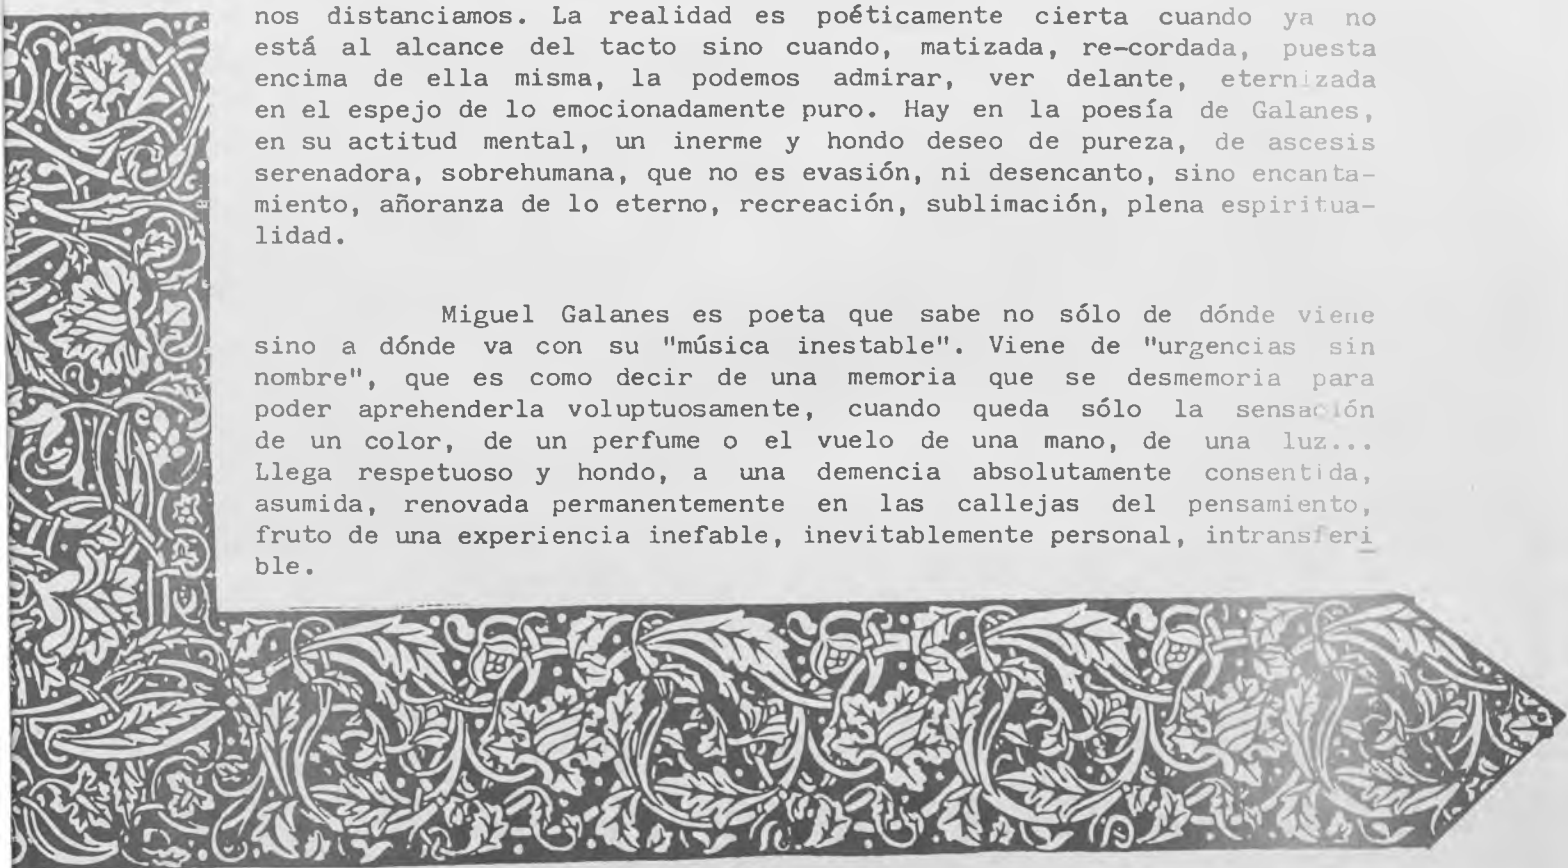 nos distanciamos. La realidad es poéticamente cierta cuando ya no
está al alcance del tacto sino cuando, matizada, re-cordada, puesta
encima de ella misma, la podemos admirar, ver delante, eternizada
en el espejo de lo emocionadamente puro. Hay en la poesía de Galanes,
en su actitud mental, un inerme y hondo deseo de pureza, de ascesis
serenadora, sobrehumana, que no es evasión, ni desencanto, sino encanta-
miento, añoranza de lo eterno, recreación, sublimación, plena espiritua-
lidad.
Miguel Galanes es poeta que sabe no sólo de dónde viene
sino a dónde va con su "música inestable". Viene de "urgencias sin
nombre", que es como decir de una memoria que se desmemoria para
poder aprehenderla voluptuosamente, cuando queda sólo la sensación
de un color, de un perfume o el vuelo de una mano, de una luz...
Llega respetuoso y hondo, a una demencia absolutamente consentida,
asumida, renovada permanentemente en las callejas del pensamiento,
fruto de una experiencia inefable, inevitablemente personal, intransferi
ble.